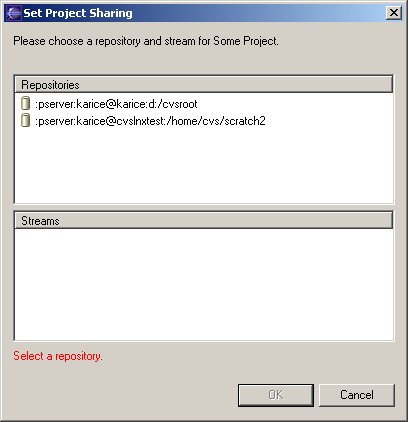 Set Project Sharing
Please choose a repository and stream for Some Project.
Repositories
:pserver:karice@karice:d:/cvsroot
:pserver:karice@cvslnxtest:/home/cvs/scratch2
Streams
Select a repository.
OK
Cancel